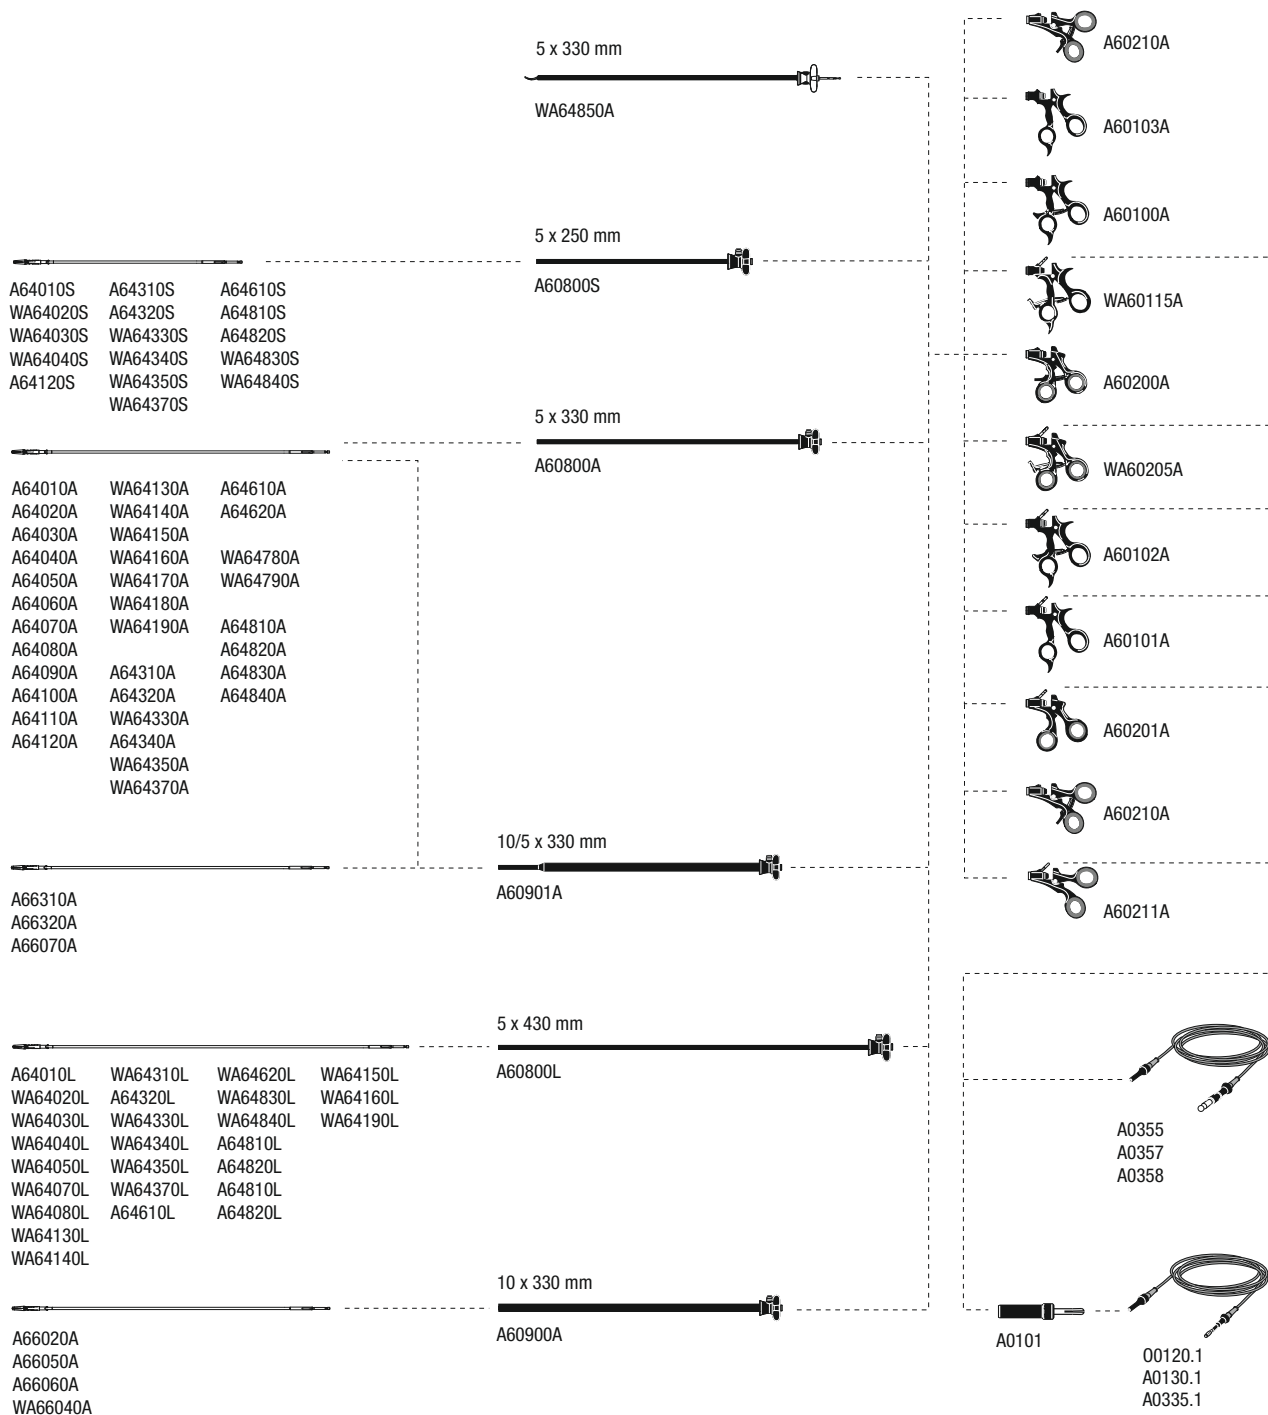 5 x 330 mm
WA64850A
5 x 250 mm
A60800S
A64010S A64310S A64610S
WA64020S A64320S A64810S
WA64030S WA64330S A64820S
WA64040S WA64340S WA64830S
A64120S WA64350S WA64840S
WA64370S
5 x 330 mm
A60800A
A64010A WA64130A A64610A
A64020A WA64140A A64620A
A64030A WA64150A
A64040A WA64160A WA64780A
A64050A WA64170A WA64790A
A64060A WA64180A
A64070A WA64190A A64810A
A64080A A64820A
A64090A A64310A A64830A
A64100A A64320A A64840A
A64110A WA64330A
A64120A A64340A
WA64350A
WA64370A
10/5 x 330 mm
A60901A
A66310A
A66320A
A66070A
5 x 430 mm
A60800L
A64010L WA64310L WA64620L WA64150L
WA64020L A64320L WA64830L WA64160L
WA64030L WA64330L WA64840L WA64190L
WA64040L WA64340L A64810L
WA64050L WA64350L A64820L
WA64070L WA64370L A64810L
WA64080L A64610L A64820L
WA64130L
WA64140L
10 x 330 mm
A60900A
A66020A
A66050A
A66060A
WA66040A
A60210A
A60103A
A60100A
WA60115A
A60200A
WA60205A
A60102A
A60101A
A60201A
A60210A
A60211A
A0355
A0357
A0358
A0101
O0120.1
A0130.1
A0335.1